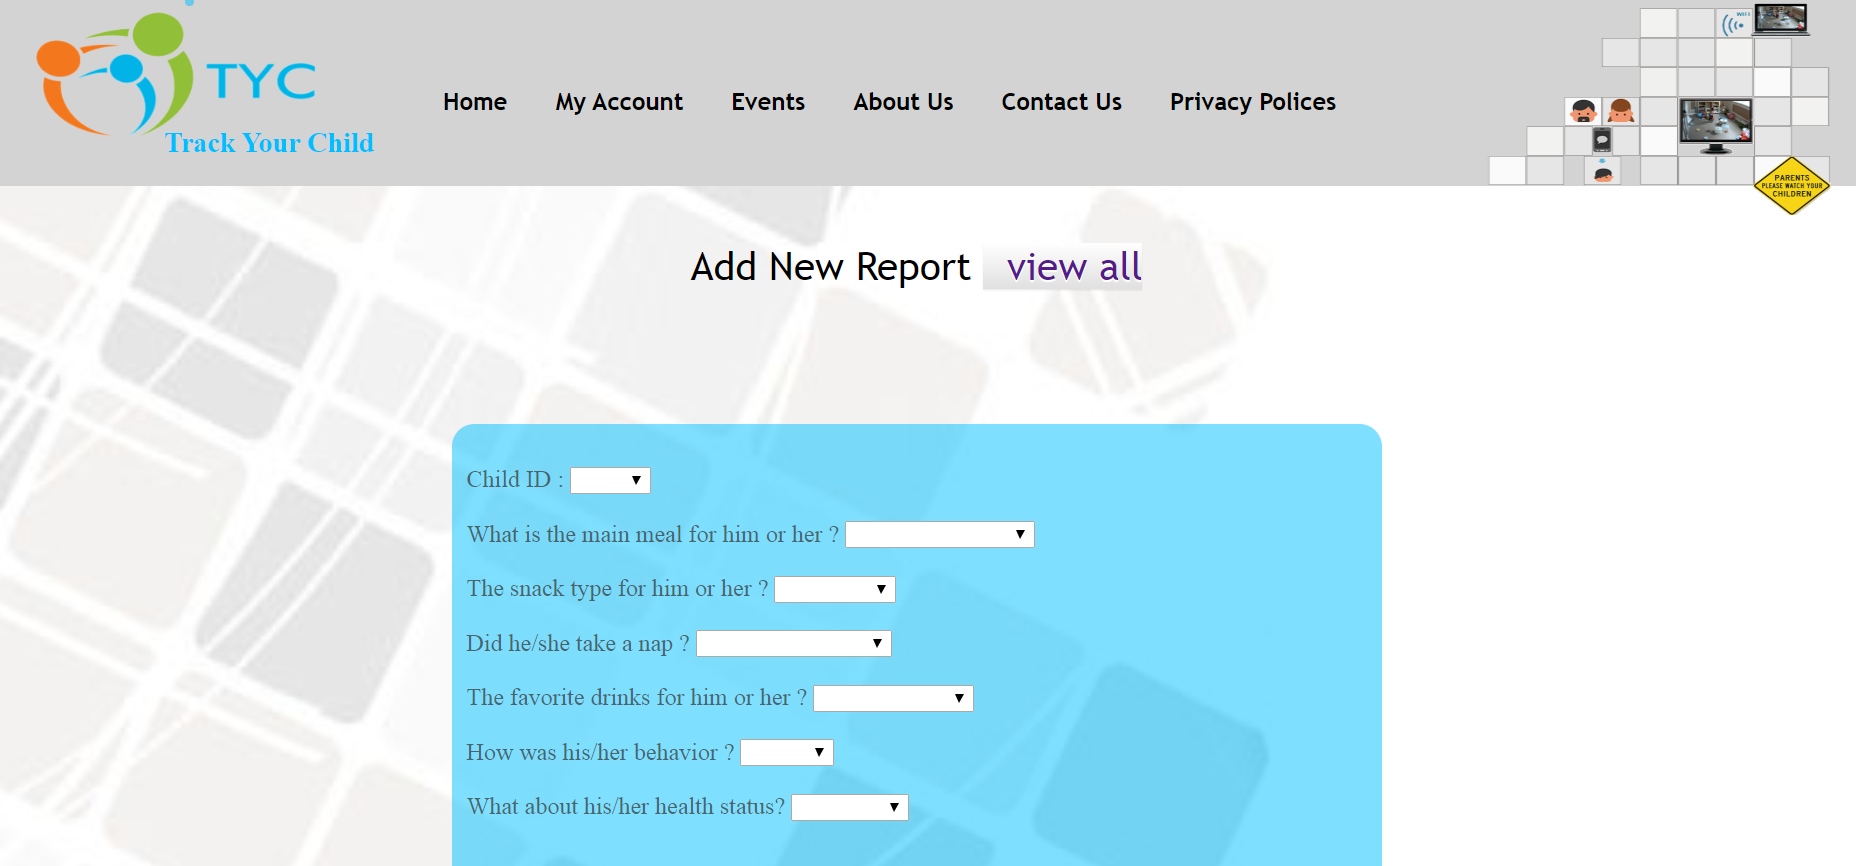 TYC
Track Your Child
Home My Account Events About Us Contact Us Privacy Polices
WIFI
PARENTS
PLEASE WATCH YOUR
CHILDREN
Add New Report view all
Child ID :
What is the main meal for him or her ?
The snack type for him or her ?
Did he/she take a nap ?
The favorite drinks for him or her ?
How was his/her behavior ?
What about his/her health status?